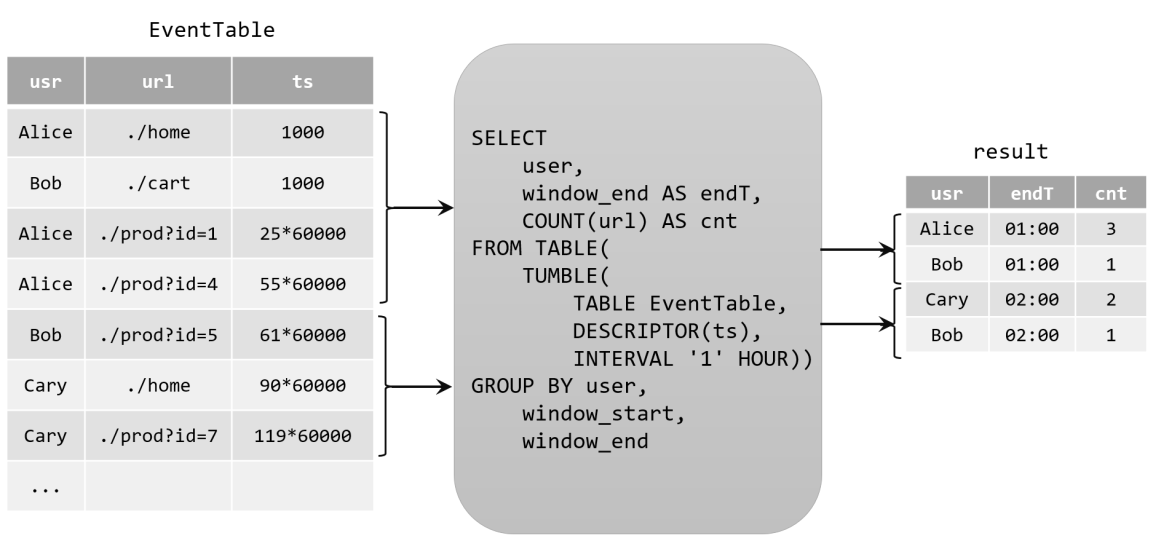 EventTable
usr url ts
Alice ./home 1000
Bob ./cart 1000
Alice ./prod?id=1 25*60000
Alice ./prod?id=4 55*60000
Bob ./prod?id=5 61*60000
Cary ./home 90*60000
Cary ./prod?id=7 119*60000
...
SELECT
user,
window_end AS endT,
COUNT(url) AS cnt
FROM TABLE(
TUMBLE(
TABLE EventTable,
DESCRIPTOR(ts),
INTERVAL '1' HOUR))
GROUP BY user,
window_start,
window_end
result
usr endT cnt
Alice 01:00 3
Bob 01:00 1
Cary 02:00 2
Bob 02:00 1